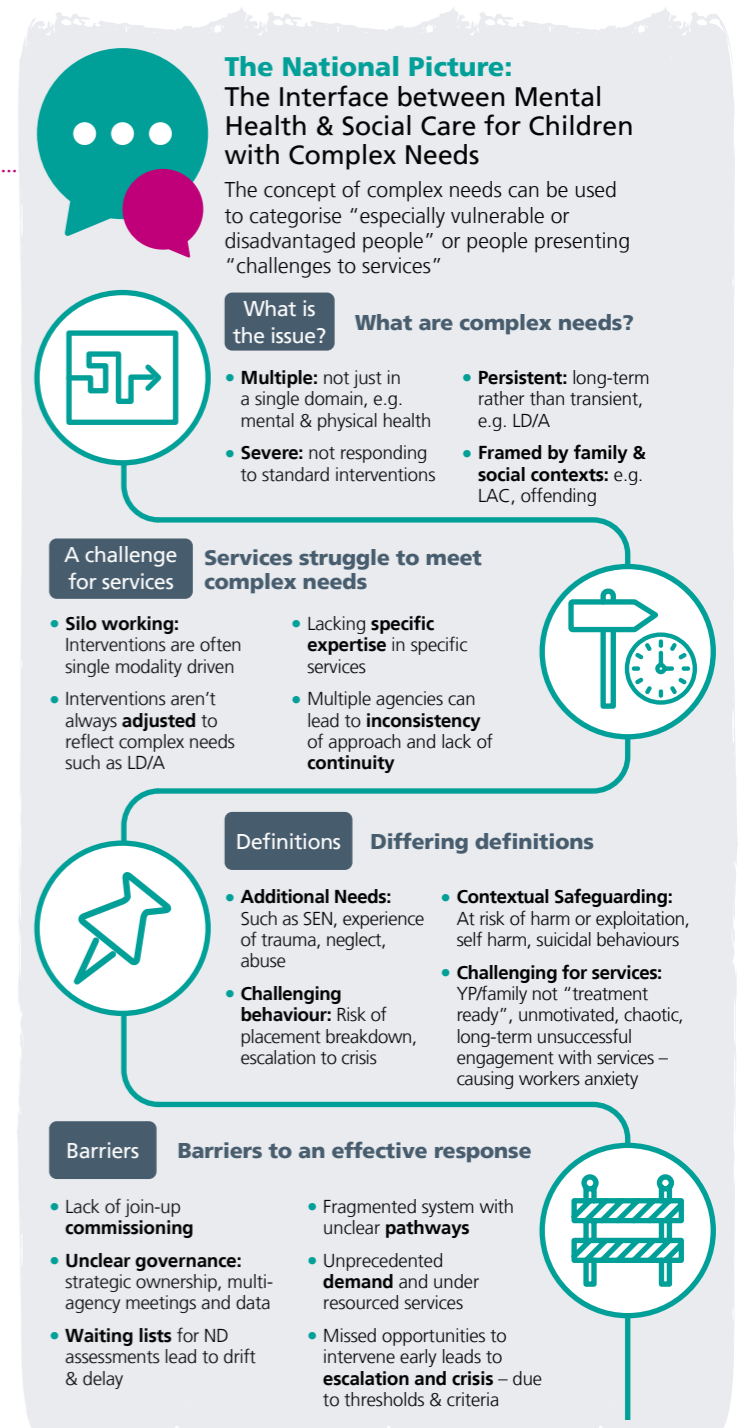 The National Picture:
The Interface between Mental
Health & Social Care for Children
with Complex Needs
The concept of complex needs can be used
to categorise “especially vulnerable or
disadvantaged people” or people presenting
“challenges to services”
What is
the issue?
What are complex needs?
• Multiple: not just in
a single domain, e.g.
mental & physical health
• Severe: not responding
to standard interventions
• Persistent: long-term
rather than transient,
e.g. LD/A
• Framed by family &
social contexts: e.g.
LAC, offending
A challenge
for services
Services struggle to meet
complex needs
• Silo working:
Interventions are often
single modality driven
• Interventions aren’t
always adjusted to
reflect complex needs
such as LD/A
• Lacking specific
expertise in specific
services
• Multiple agencies can
lead to inconsistency
of approach and lack of
continuity
Definitions
Differing definitions
• Additional Needs:
Such as SEN, experience
of trauma, neglect,
abuse
• Challenging
behaviour: Risk of
placement breakdown,
escalation to crisis
• Contextual Safeguarding:
At risk of harm or exploitation,
self harm, suicidal behaviours
• Challenging for services:
YP/family not “treatment
ready”, unmotivated, chaotic,
long-term unsuccessful
engagement with services –
causing workers anxiety
Barriers
Barriers to an effective response
• Lack of join-up
commissioning
• Unclear governance:
strategic ownership, multi-
agency meetings and data
• Waiting lists for ND
assessments lead to drift
& delay
• Fragmented system with
unclear pathways
• Unprecedented
demand and under
resourced services
• Missed opportunities to
intervene early leads to
escalation and crisis – due
to thresholds & criteria